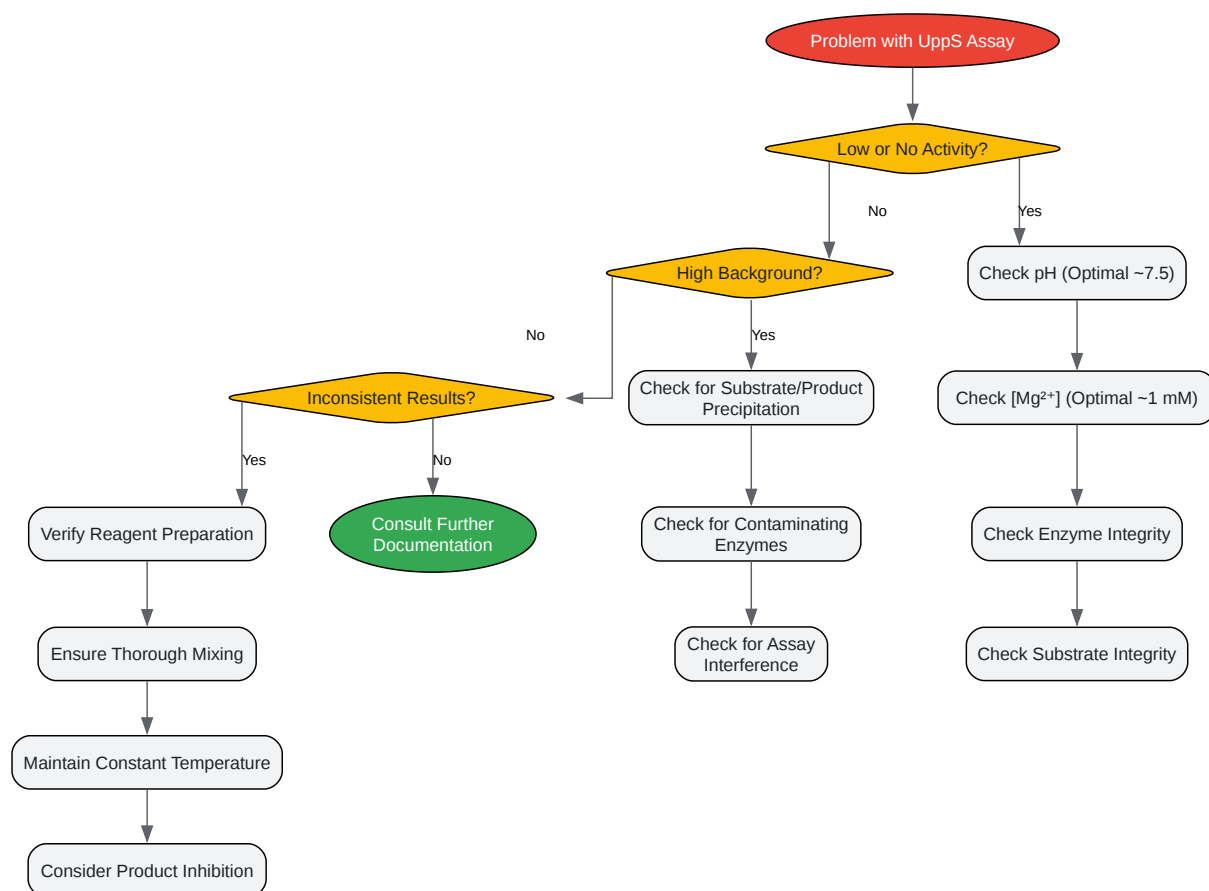 Problem with UppS Assay
Low or No Activity?
No
Yes
High Background?
Check pH (Optimal ~7.5)
No
Yes
Inconsistent Results?
Check for Substrate/Product
Precipitation
Check [Mg²⁺] (Optimal ~1 mM)
Yes
No
Verify Reagent Preparation
Consult Further
Documentation
Check for Contaminating
Enzymes
Check Enzyme Integrity
Ensure Thorough Mixing
Check for Assay
Interference
Check Substrate Integrity
Maintain Constant Temperature
Consider Product Inhibition